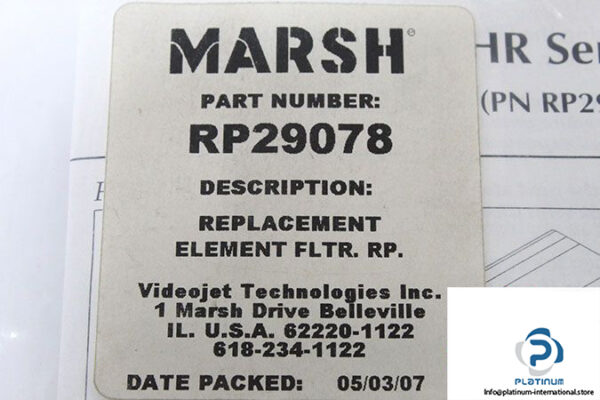 MARSH®
PART NUMBER:
RP29078
DESCRIPTION:
REPLACEMENT
ELEMENT FLTR. RP.
Videojet Technologies Inc.
1 Marsh Drive Belleville
IL. U.S.A. 62220-1122
618-234-1122
DATE PACKED: 05/03/07
HR Ser
(PN RP29
PLATINUM
Info@platinum-international.store